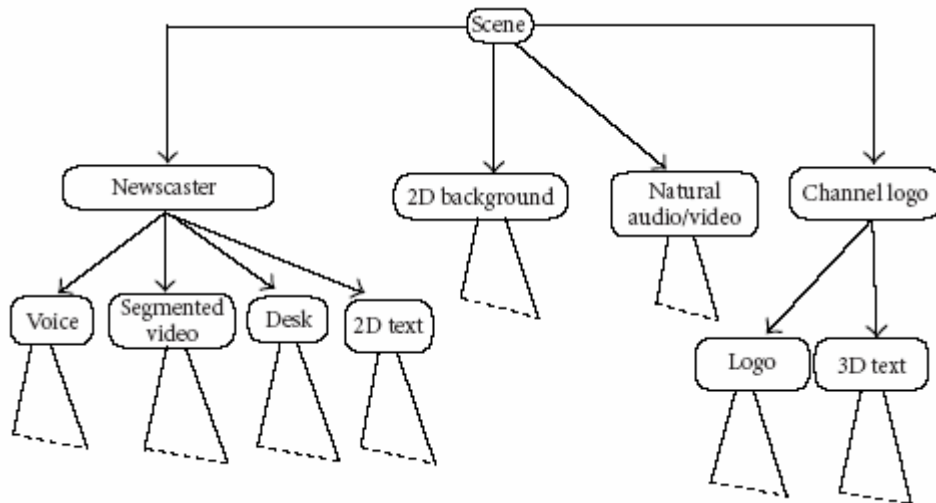 Scene
Newscaster
2D background
Natural
audio/video
Channel logo
Voice
Segmented
video
Desk
2D text
Logo
3D text